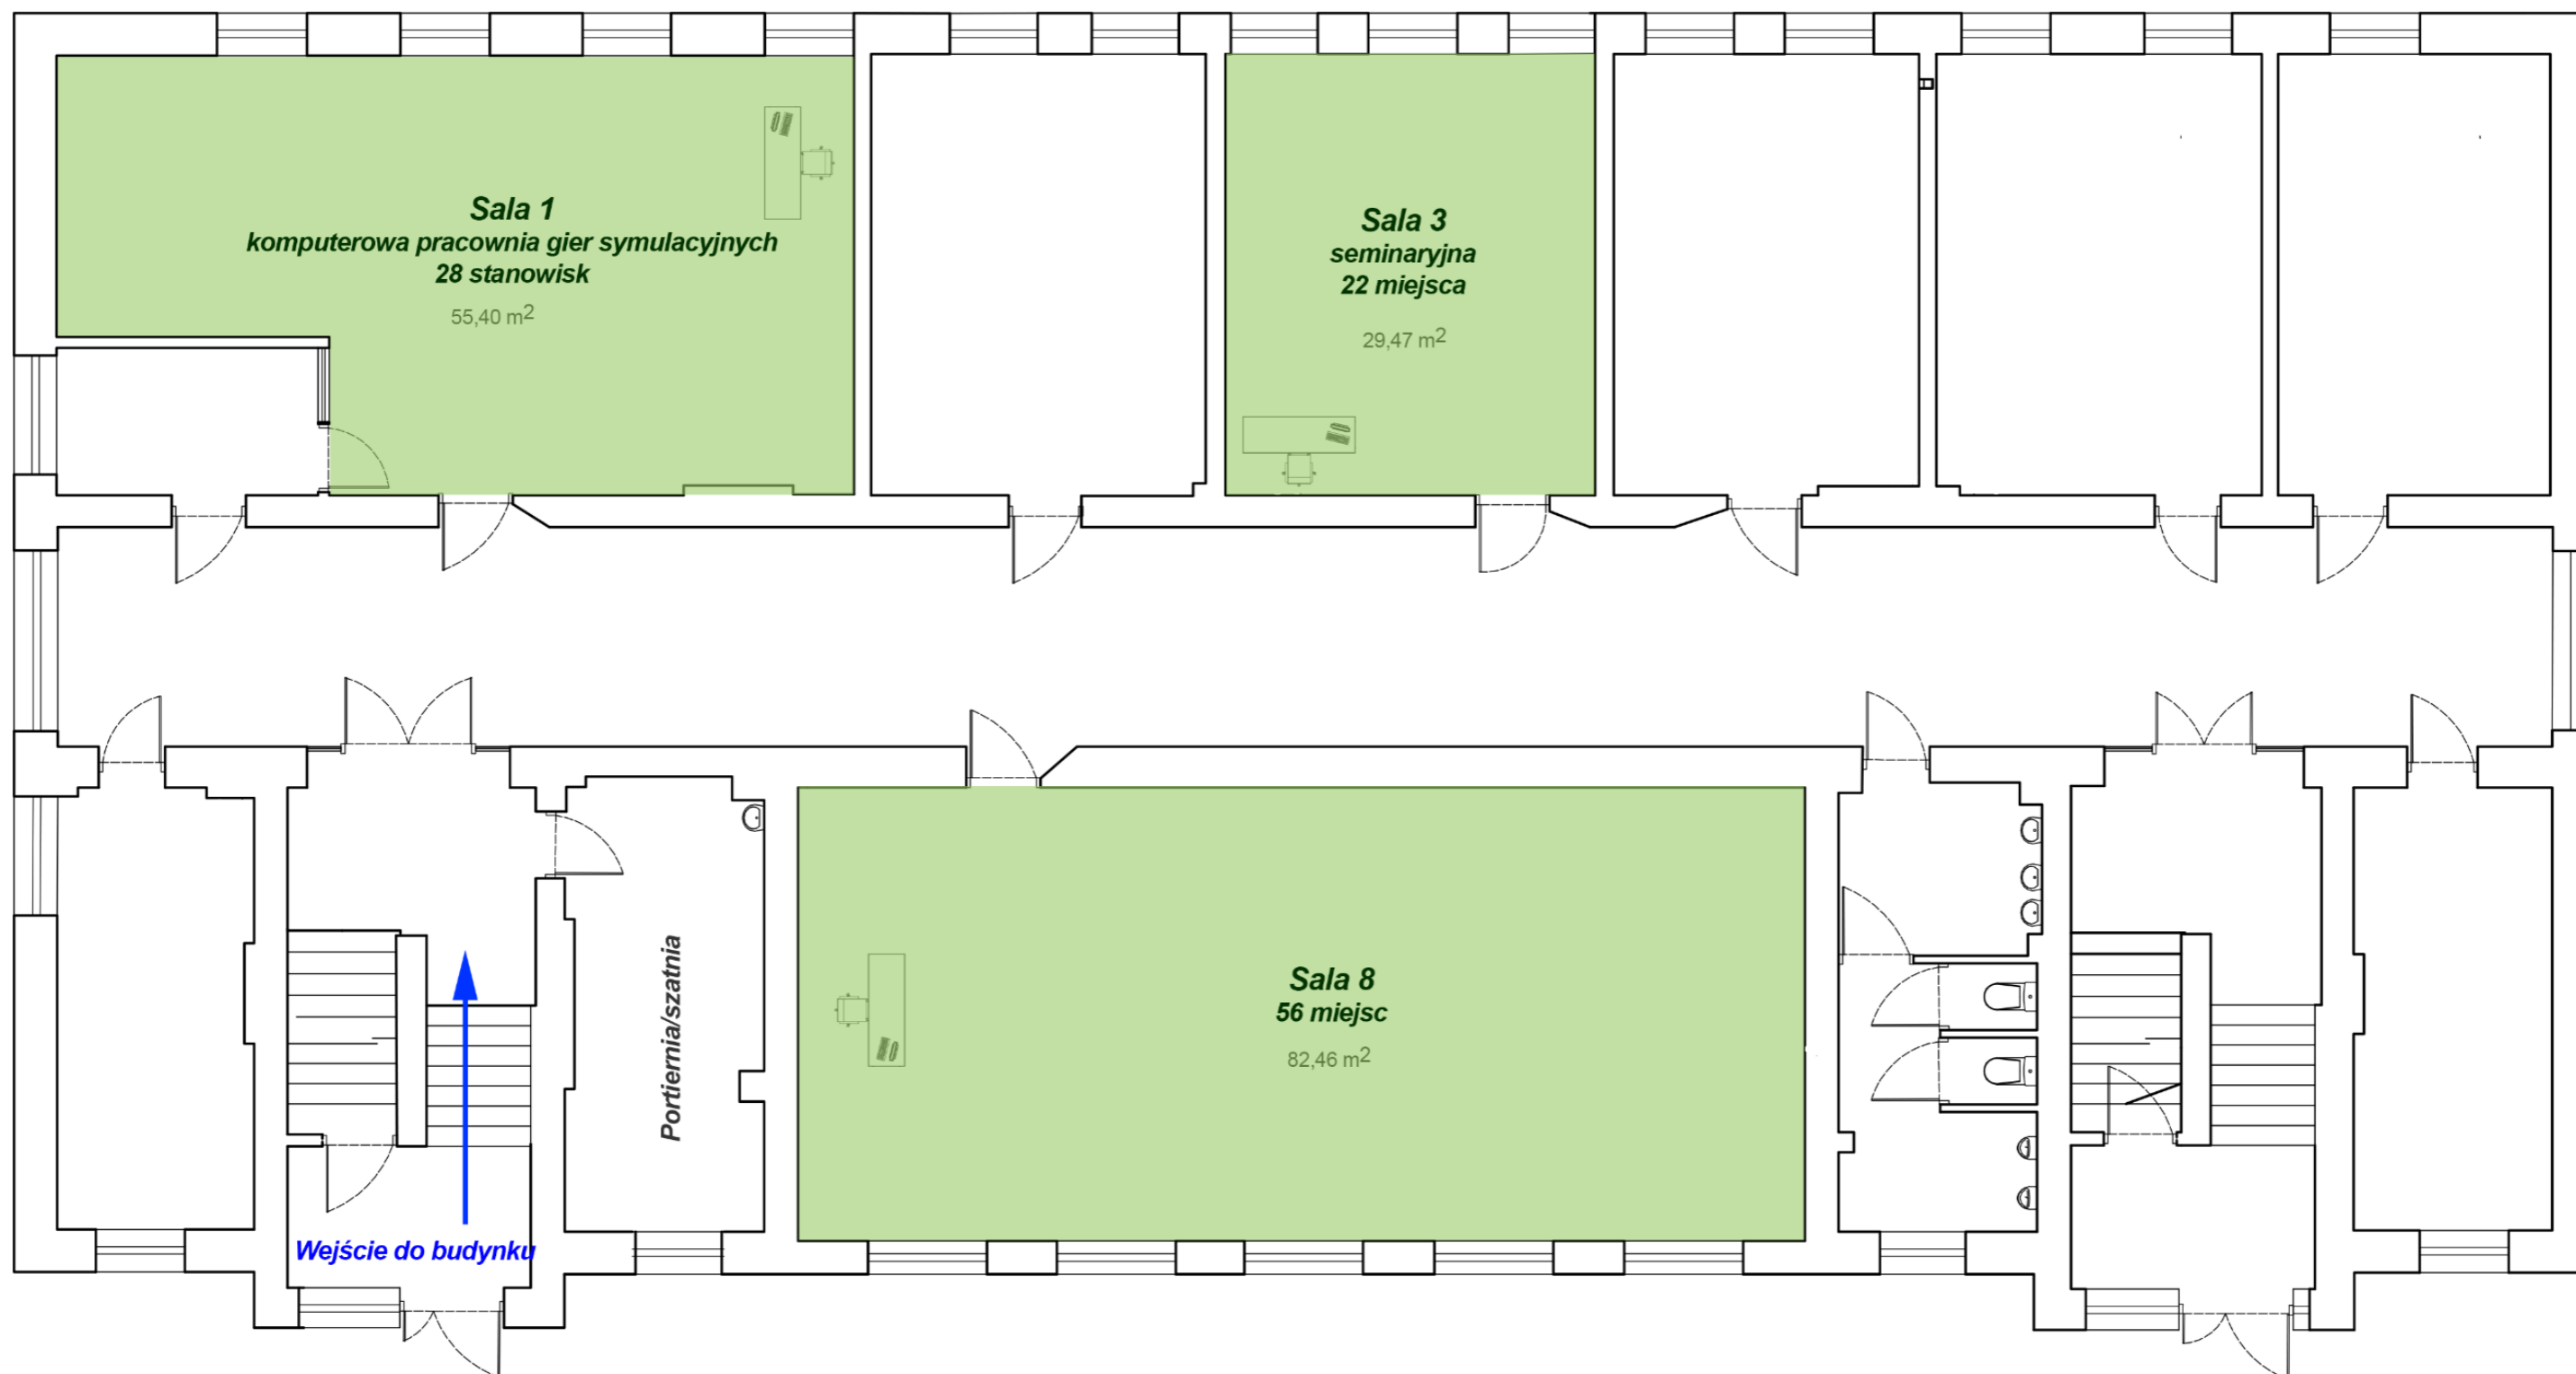 Sala 1
komputerowa pracownia gier symulacyjnych
28 stanowisk
55,40 m2
Sala 3
seminaryjna
22 miejsca
29,47 m2
Portiernia/szatnia
Sala 8
56 miejsc
82,46 m2
Wejście do budynku